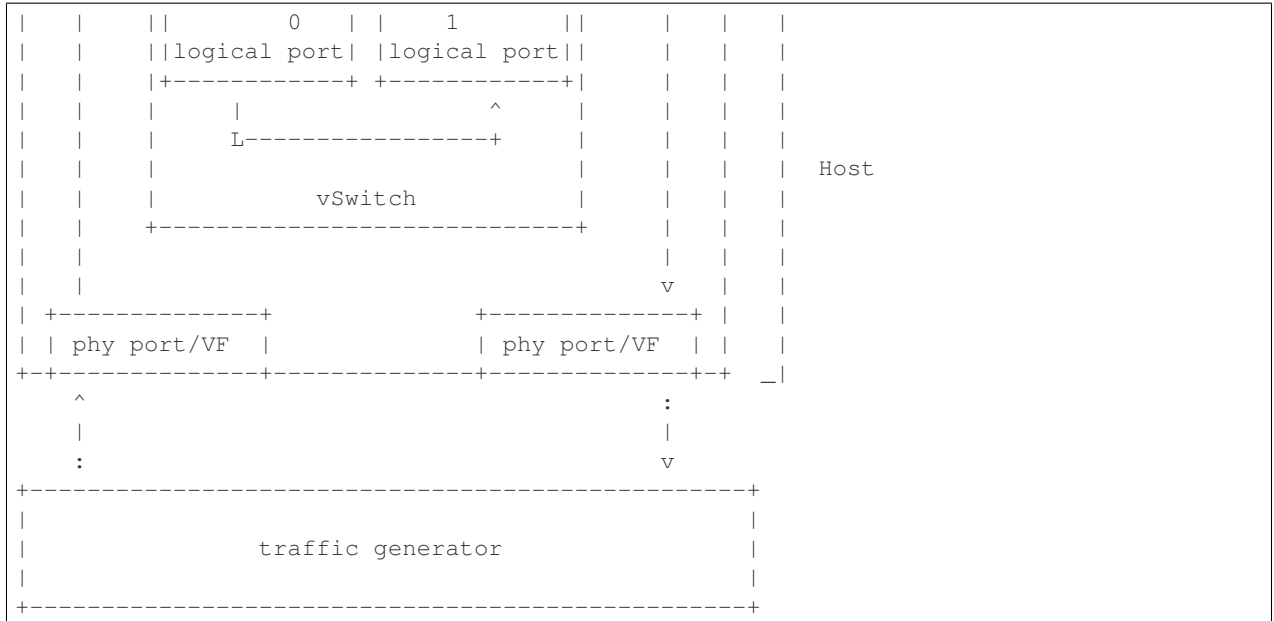 |   |    ||        0   | |    1       ||     |   |   |
|   |    ||logical port| |logical port||     |   |   |
|   |    |+------------+ +------------+|     |   |   |
|   |    |     |                 ^     |     |   |   |
|   |    |     L-----------------+     |     |   |   |
|   |    |                             |     |   |   |  Host
|   |    |           vSwitch           |     |   |   |
|   |    +-----------------------------+     |   |   |
|   |                                        |   |   |
|   |                                        v   |   |
| +--------------+              +--------------+ |   |
| | phy port/VF  |              | phy port/VF  | |   |
+-+--------------+--------------+--------------+-+  _|
    ^                                        :
    |                                        |
    :                                        v
+--------------------------------------------------+
|                                                  |
|                traffic generator                 |
|                                                  |
+--------------------------------------------------+